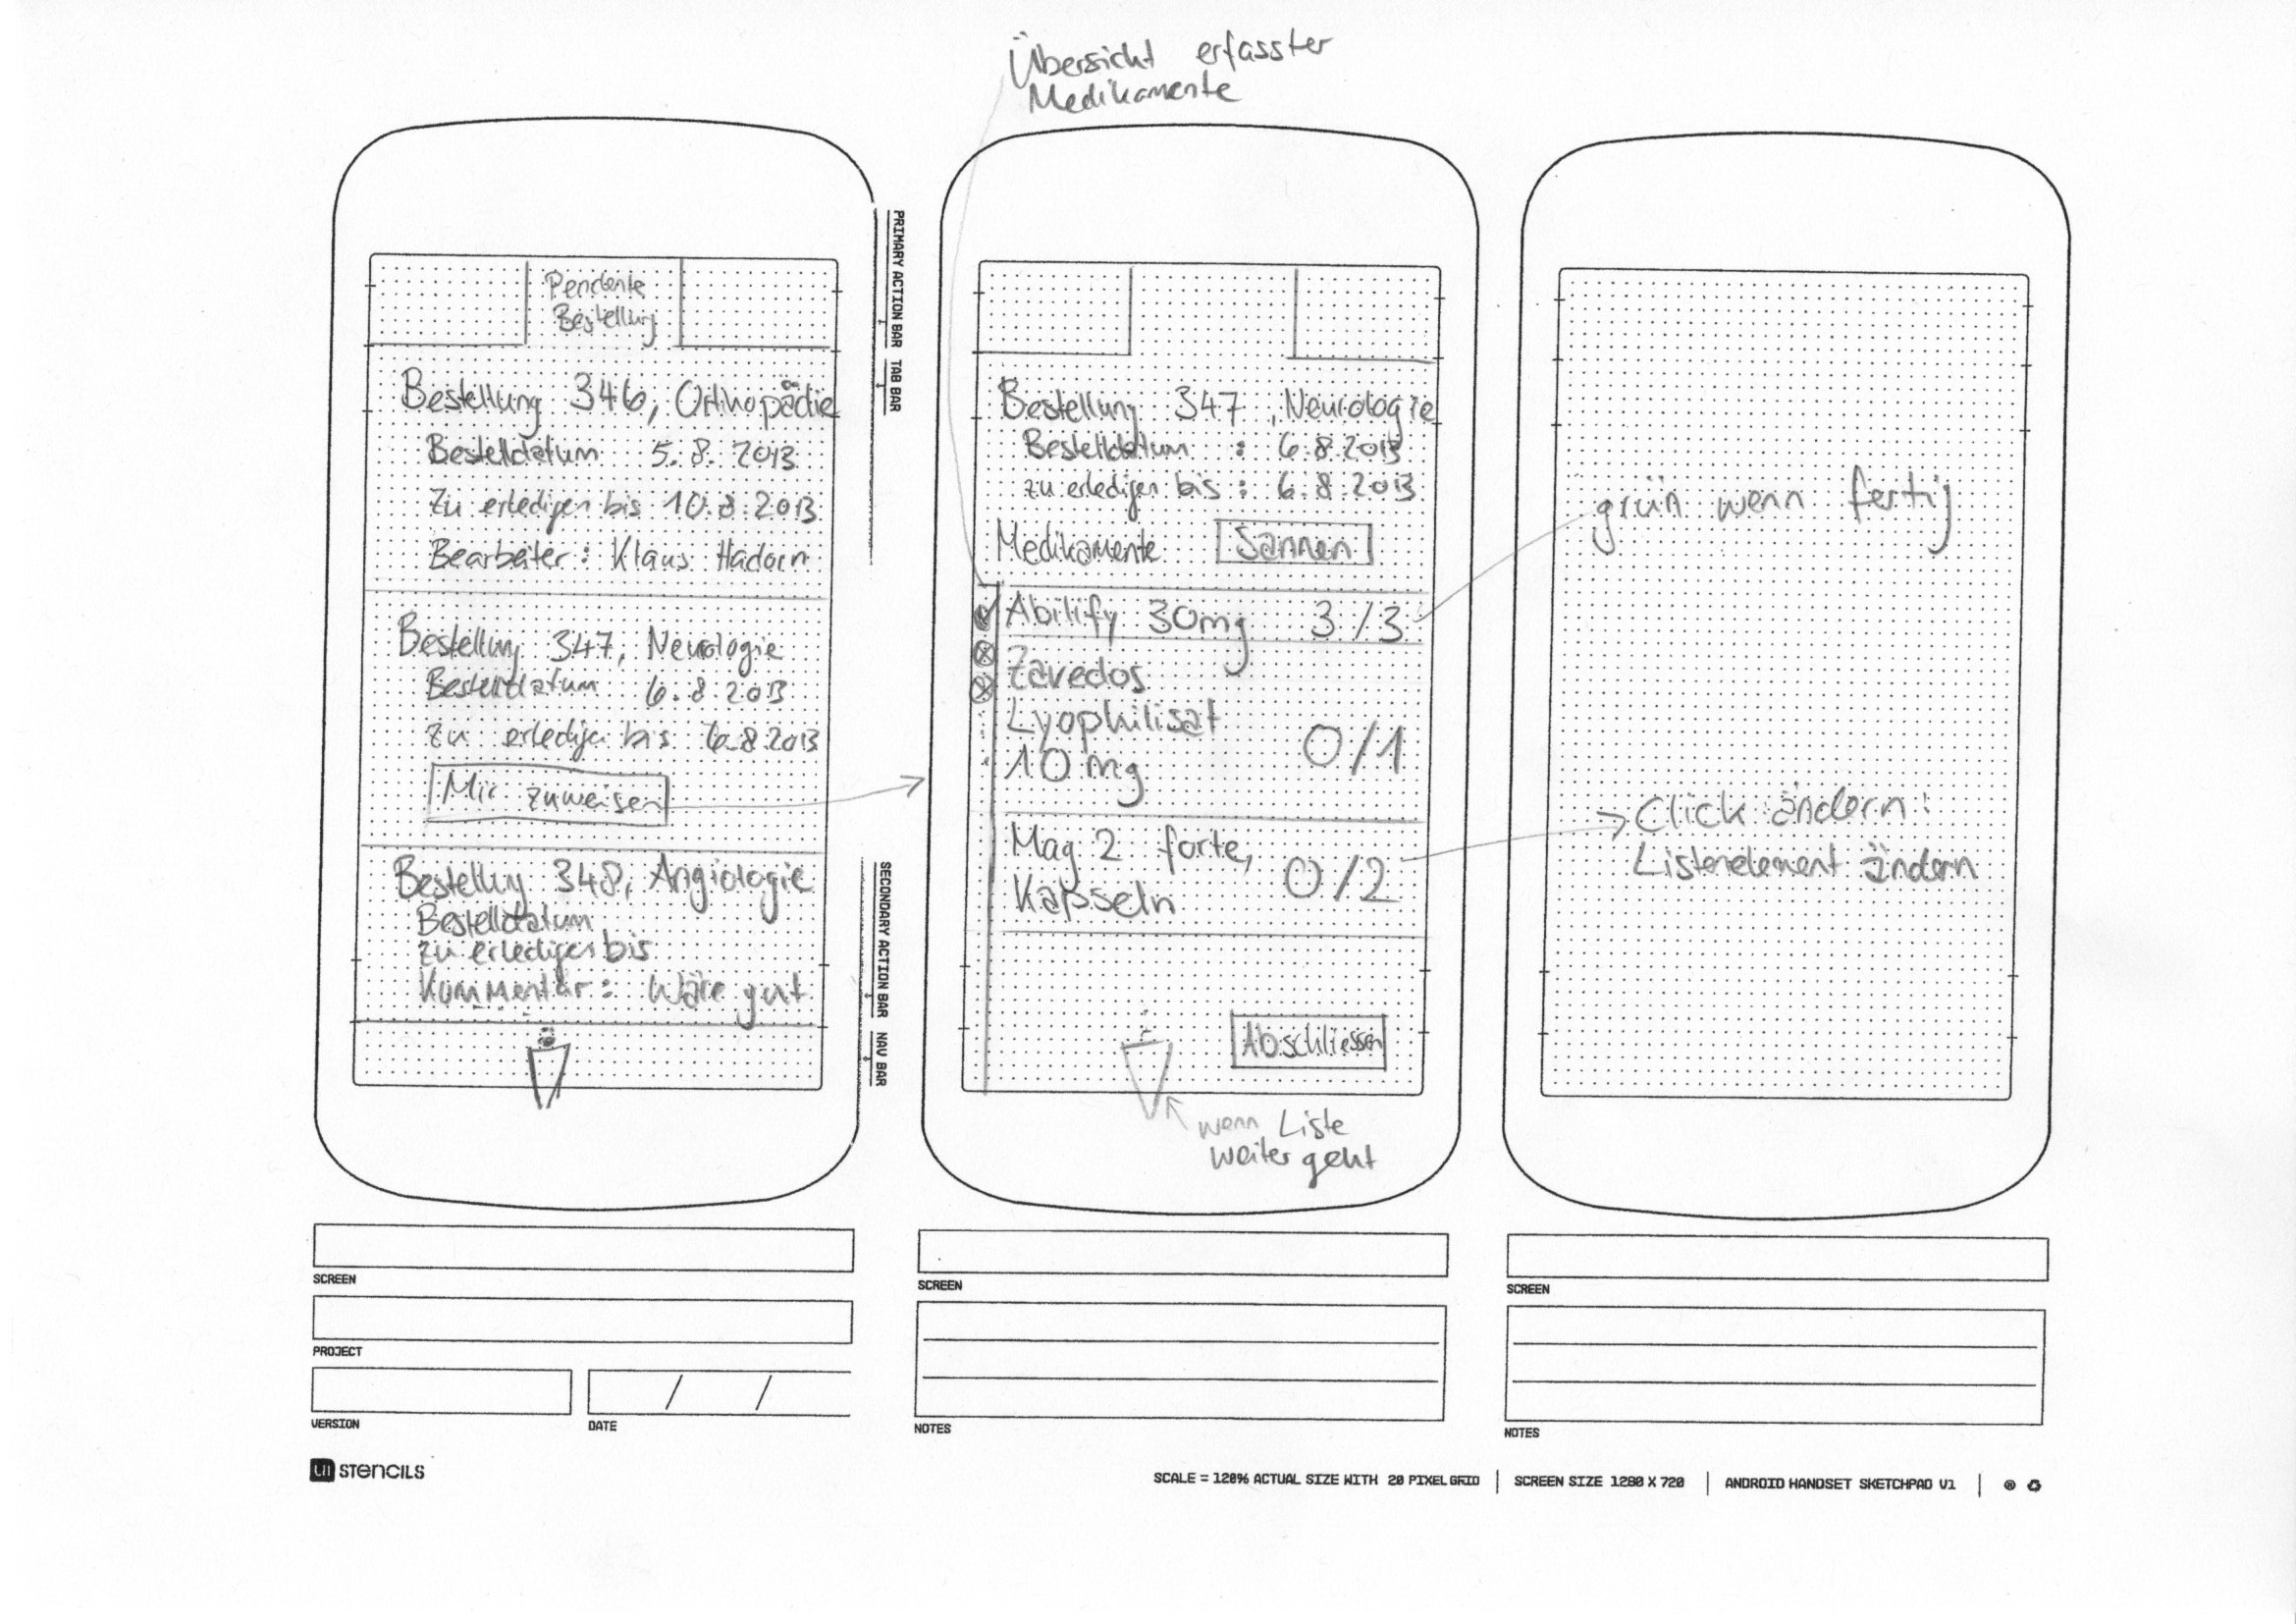 Übersicht erfasster
Medikamente
Pendente
Bestellung
Bestellung 346, Orthopädie
Bestelldatum 5.8.2013
Zu erledigen bis 10.8.2013
Bearbeiter: Klaus Hadorn
Bestellung 347, Neurologie
Bestelldatum 6.8.2013
Zu erledigen bis 6.8.2013
Mir zuweisen
Bestellung 348, Angiologie
Bestelldatum
zu erledigen bis
Kommentar: Wäre gut
PRIMARY ACTION BAR
TAB BAR
SECONDARY ACTION BAR
NAV BAR
Bestellung 347, Neurologie
Bestelldatum : 6.8.2013
zu erledigen bis : 6.8.2013
Medikamente
Abilify 30mg 3/3
Zavedos
Lyophilisat
10 mg 0/1
Mag 2 forte,
Kapseln 0/2
Abschliessen
wenn Liste
weiter geht
grün wenn fertig
Click ändern:
Listenelement ändern
SCREEN
PROJECT
VERSION
DATE / /
SCREEN
NOTES
SCREEN
NOTES
UI STENCILS
SCALE = 120% ACTUAL SIZE WITH 20 PIXEL GRID | SCREEN SIZE 1280 X 720 | ANDROID HANDSET SKETCHPAD V1 |